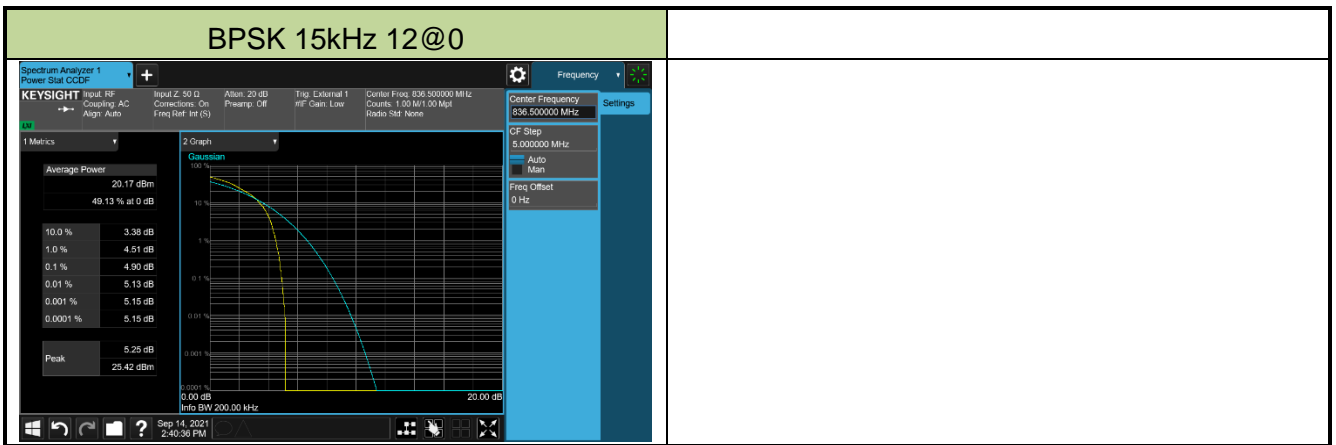 BPSK 15kHz 12@0
Spectrum Analyzer 1
Power Stat CCDF
+
Frequency
KEYSIGHT
Input: RF
Coupling: AC
Align: Auto
Input Z: 50 Ω
Corrections: On
Freq Ref: Int (S)
Atten: 20 dB
Preamp: Off
Trig: External 1
#IF Gain: Low
Center Freq: 836.500000 MHz
Counts: 1.00 M/1.00 Mpt
Radio Std: None
Center Frequency
836.500000 MHz
Settings
CF Step
5.000000 MHz
Auto
Man
Freq Offset
0 Hz
1 Metrics
Average Power
20.17 dBm
49.13 % at 0 dB
10.0 % 3.38 dB
1.0 % 4.51 dB
0.1 % 4.90 dB
0.01 % 5.13 dB
0.001 % 5.15 dB
0.0001 % 5.15 dB
Peak
5.25 dB
25.42 dBm
2 Graph
Gaussian
100 %
10 %
1 %
0.1 %
0.01 %
0.001 %
0.0001 %
0.00 dB
20.00 dB
Info BW 200.00 kHz
?
Sep 14, 2021
2:40:36 PM